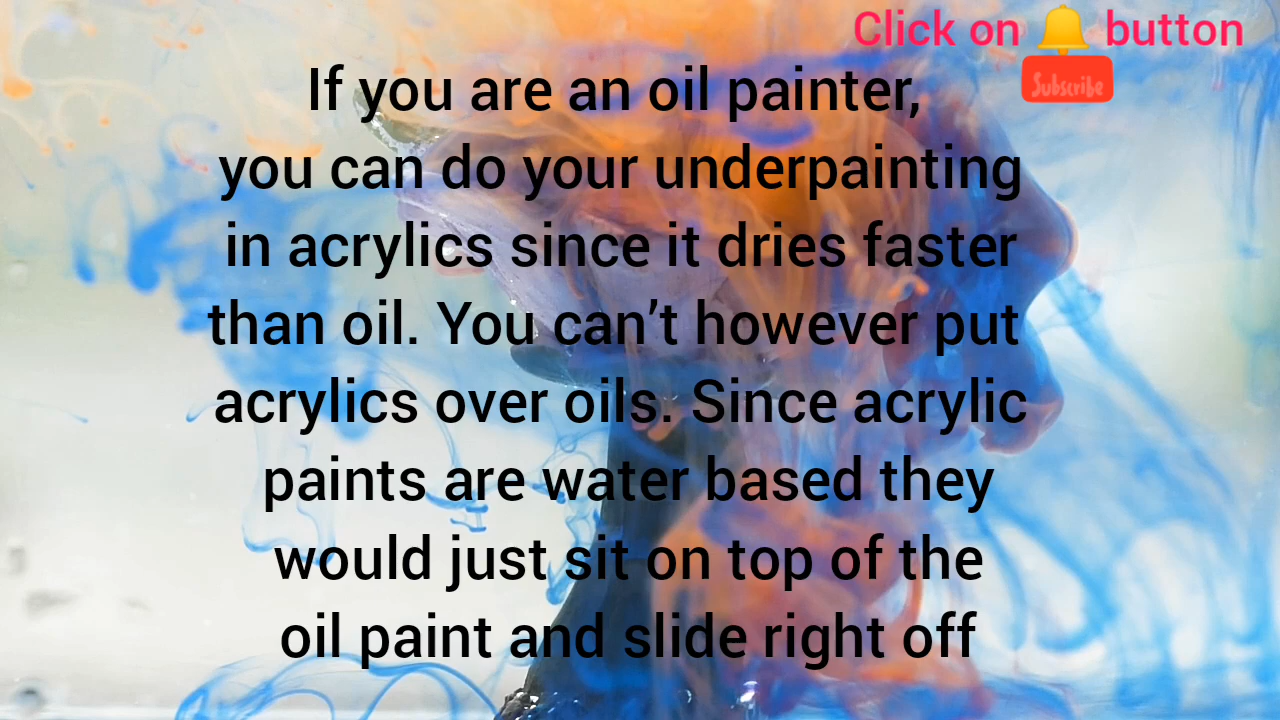 Click on 🔔 button
Subscribe
If you are an oil painter,
you can do your underpainting
in acrylics since it dries faster
than oil. You can’t however put
acrylics over oils. Since acrylic
paints are water based they
would just sit on top of the
oil paint and slide right off